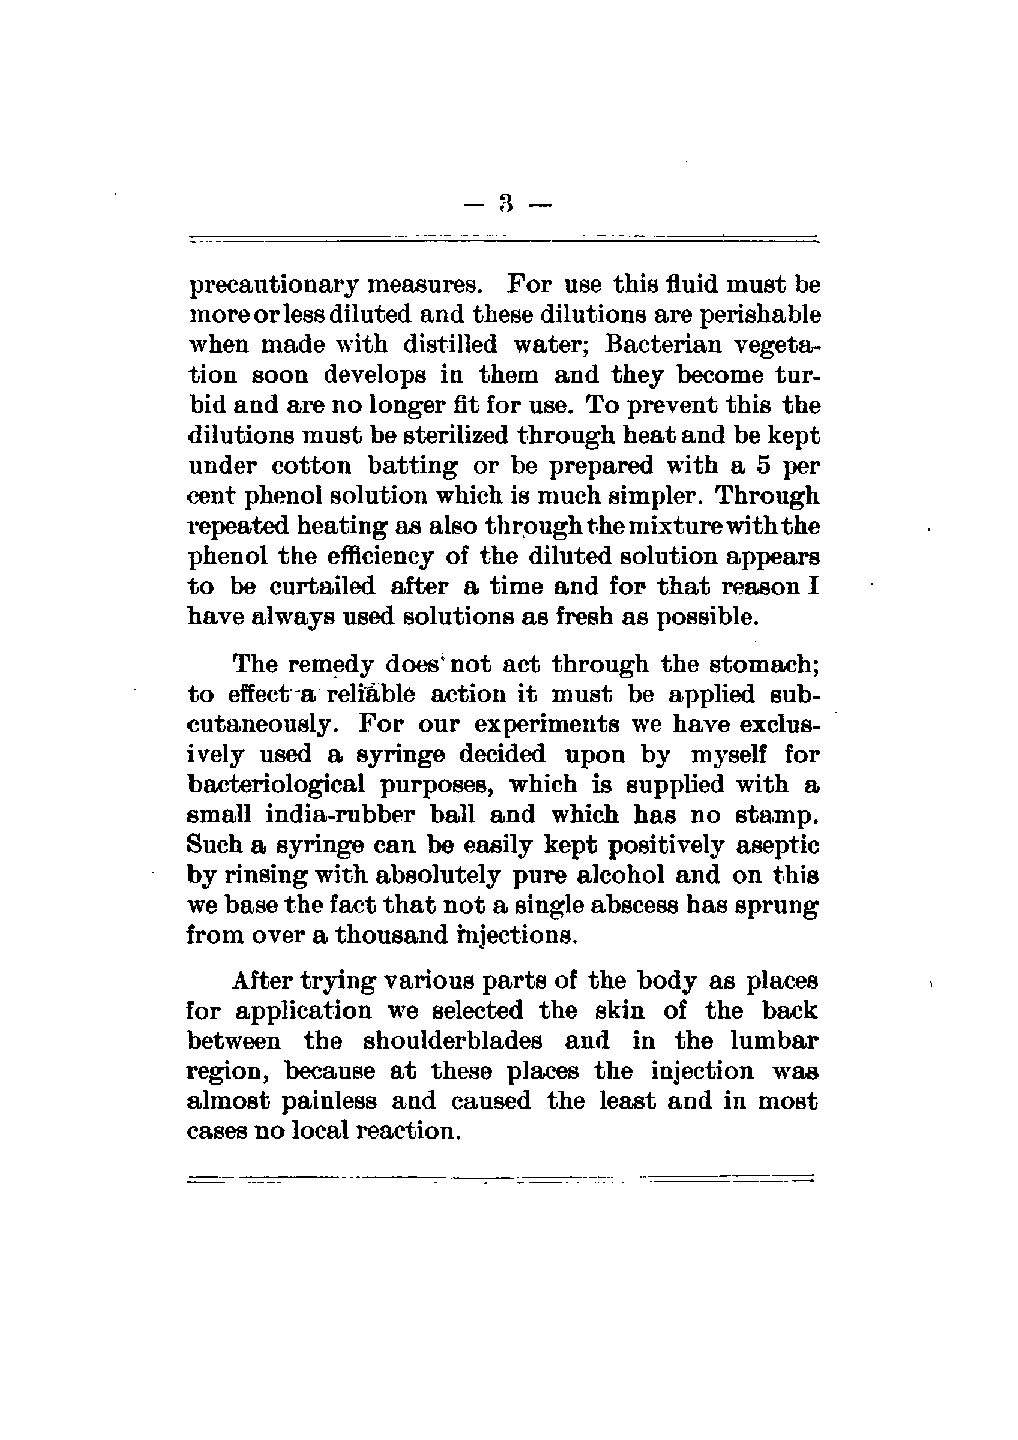 — 3 —
precautionary measures. For use this fluid must be
more or less diluted and these dilutions are perishable
when made with distilled water; Bacterian vegeta-
tion soon develops in them and they become tur-
bid and are no longer fit for use. To prevent this the
dilutions must be sterilized through heat and be kept
under cotton batting or be prepared with a 5 per
cent phenol solution which is much simpler. Through
repeated heating as also through the mixture with the
phenol the efficiency of the diluted solution appears
to be curtailed after a time and for that reason I
have always used solutions as fresh as possible.
The remedy does not act through the stomach;
to effect a reliable action it must be applied sub-
cutaneously. For our experiments we have exclus-
ively used a syringe decided upon by myself for
bacteriological purposes, which is supplied with a
small india-rubber ball and which has no stamp.
Such a syringe can be easily kept positively aseptic
by rinsing with absolutely pure alcohol and on this
we base the fact that not a single abscess has sprung
from over a thousand injections.
After trying various parts of the body as places
for application we selected the skin of the back
between the shoulderblades and in the lumbar
region, because at these places the injection was
almost painless and caused the least and in most
cases no local reaction.